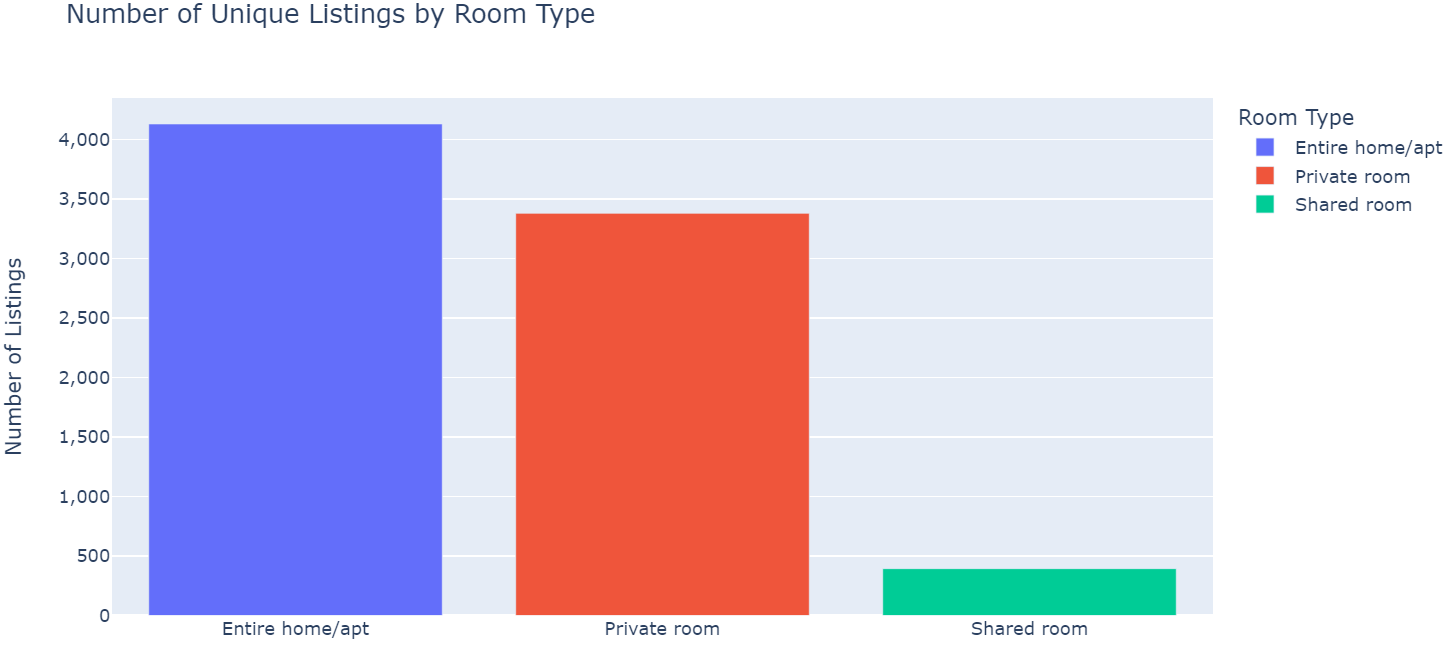 Number of Unique Listings by Room Type
Number of Listings
4,000
3,500
3,000
2,500
2,000
1,500
1,000
500
0
Entire home/apt
Private room
Shared room
Room Type
Entire home/apt
Private room
Shared room